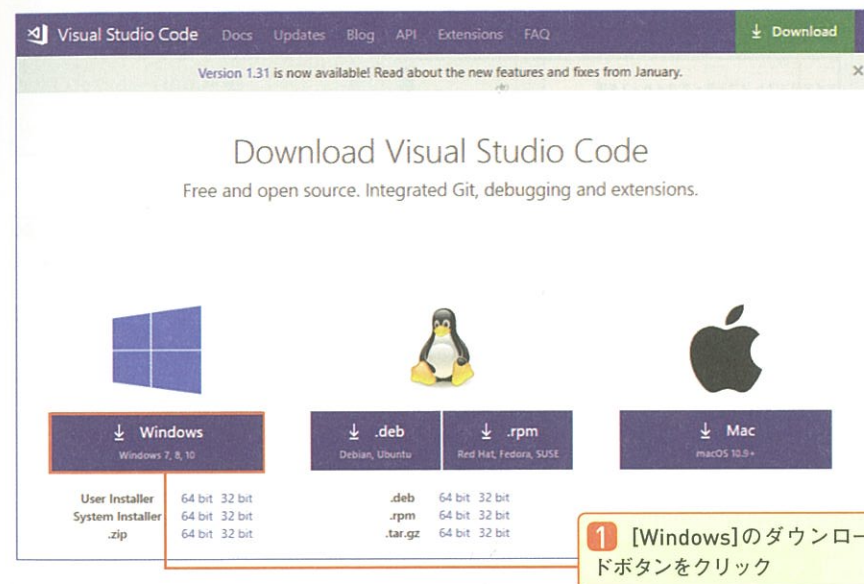 Visual Studio Code Docs Updates Blog API Extensions FAQ Download
Version 1.31 is now available! Read about the new features and fixes from January.
Download Visual Studio Code
Free and open source. Integrated Git, debugging and extensions.
Windows
Windows 7, 8, 10
.deb
Debian, Ubuntu
.rpm
Red Hat, Fedora, SUSE
Mac
macOS 10.9+
User Installer 64 bit 32 bit
System Installer 64 bit 32 bit
.zip 64 bit 32 bit
.deb 64 bit 32 bit
.rpm 64 bit 32 bit
.tar.gz 64 bit 32 bit
1 [Windows]のダウンロー
ドボタンをクリック